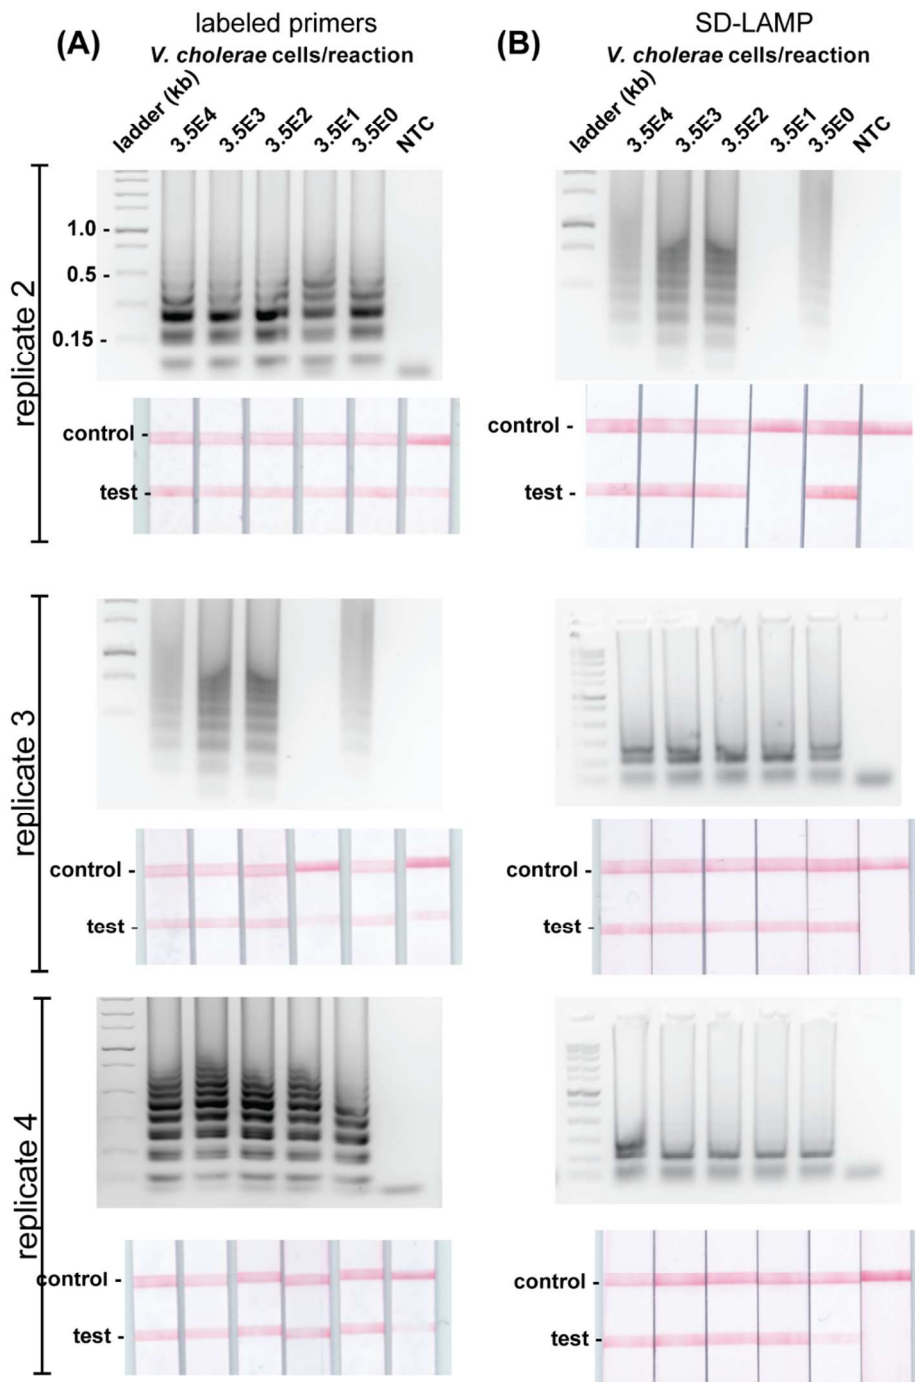 (A)
labeled primers
V. cholerae cells/reaction
ladder (kb)
3.5E4
3.5E3
3.5E2
3.5E1
3.5E0
NTC
(B)
SD-LAMP
V. cholerae cells/reaction
ladder (kb)
3.5E4
3.5E3
3.5E2
3.5E1
3.5E0
NTC
replicate 2
1.0 -
0.5 -
0.15 -
control -
test -
control -
test -
replicate 3
control -
test -
control -
test -
replicate 4
control -
test -
control -
test -